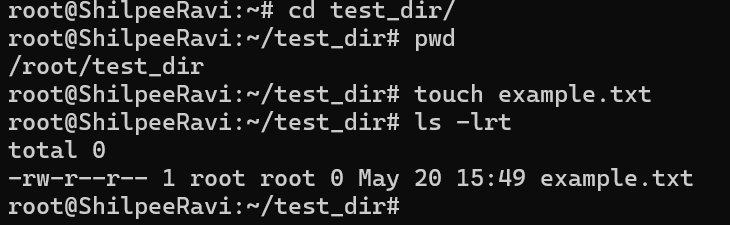 root@ShilpeeRavi:~# cd test_dir/
root@ShilpeeRavi:~/test_dir# pwd
/root/test_dir
root@ShilpeeRavi:~/test_dir# touch example.txt
root@ShilpeeRavi:~/test_dir# ls -lrt
total 0
-rw-r--r-- 1 root root 0 May 20 15:49 example.txt
root@ShilpeeRavi:~/test_dir#